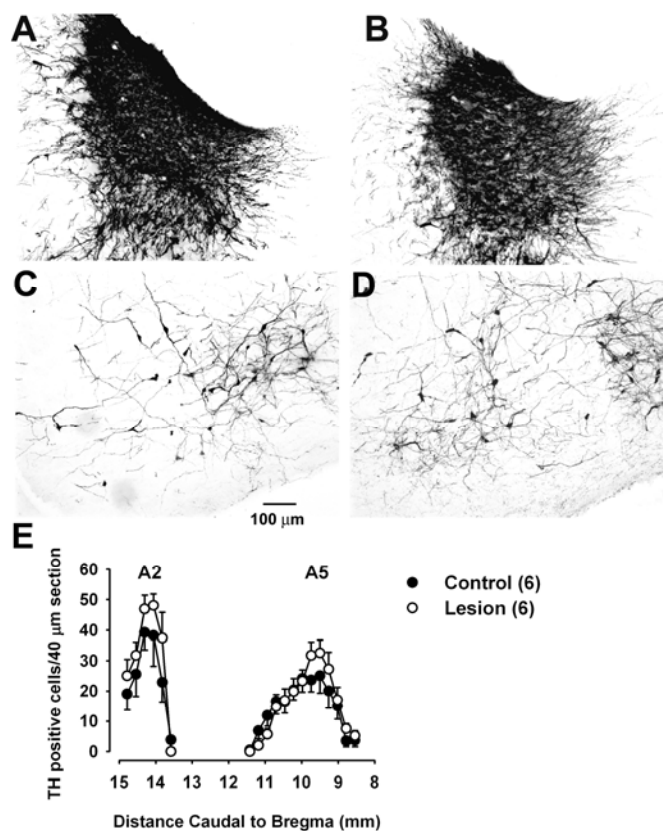 A
B
C
D
100 μm
E
A2
A5
Control (6)
Lesion (6)
TH positive cells/40 μm section
60
50
40
30
20
10
0
15 14 13 12 11 10 9 8
Distance Caudal to Bregma (mm)